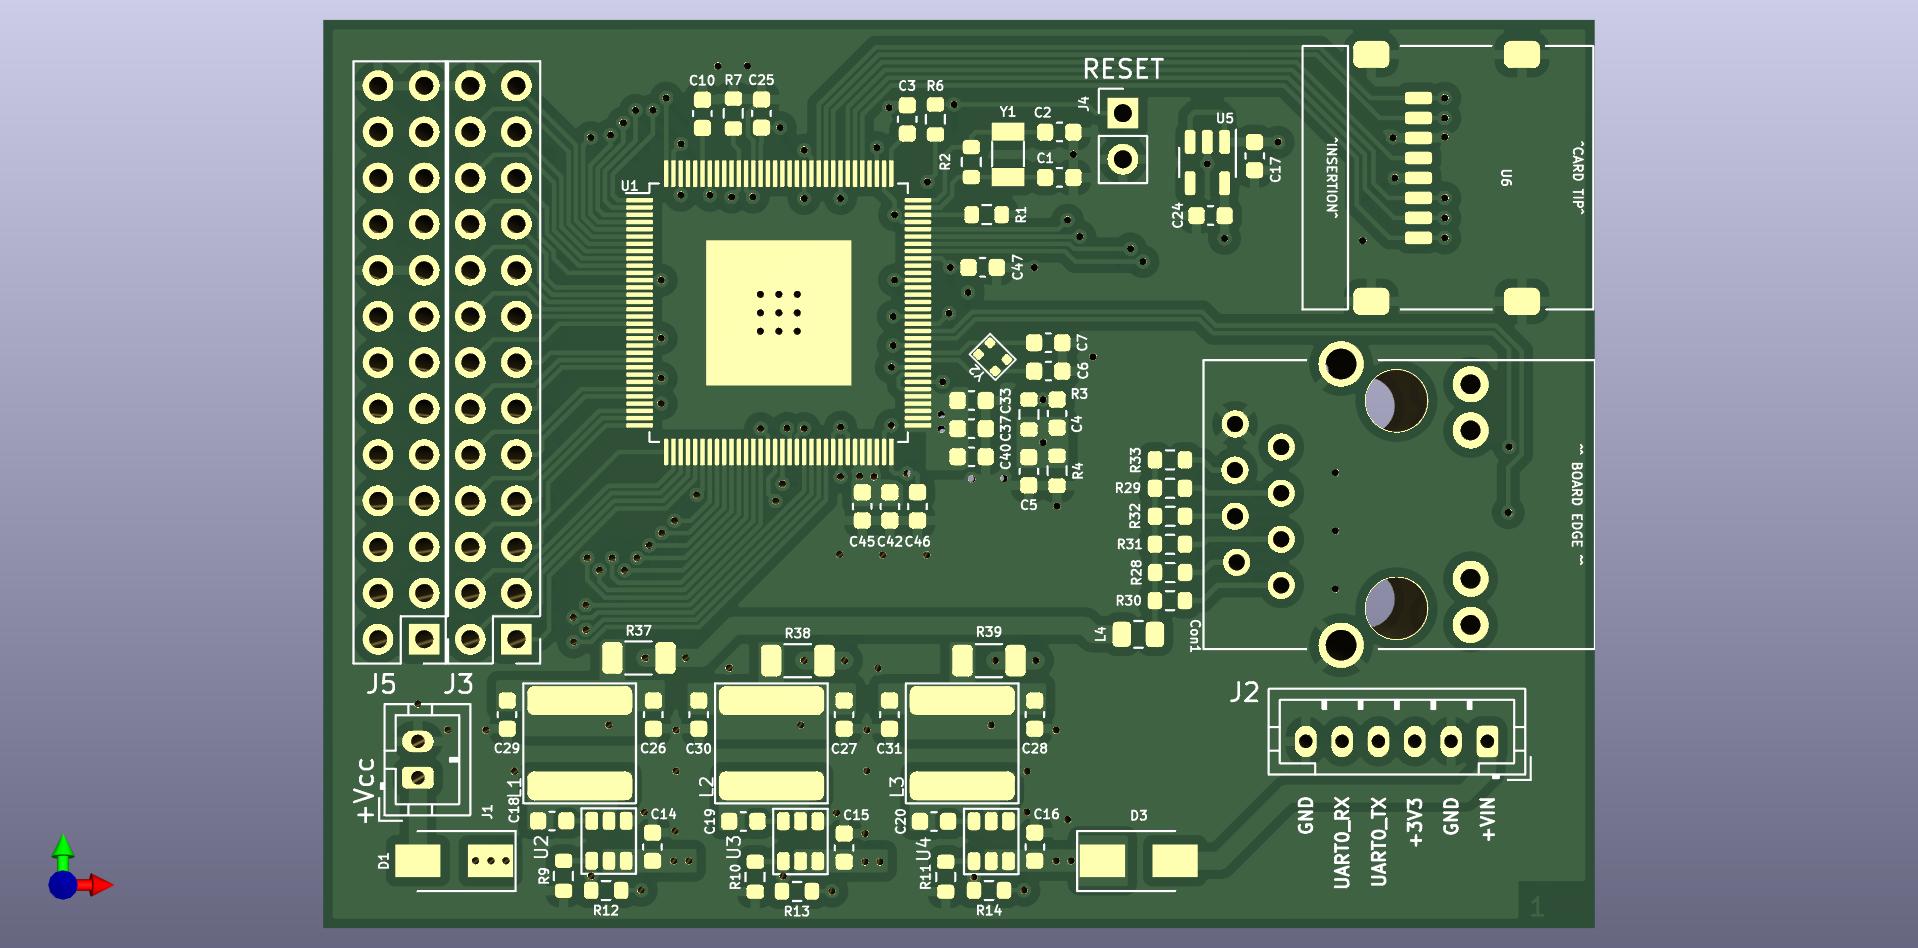 RESET
C10
R7
C25
C3
R6
Y1
C2
J4
U5
R2
C1
C17
^INSERTION^
U6
^CARD TIP^
U1
R1
C24
C47
C7
C6
Y2
C33
R3
C37
C4
C40
R4
C5
R33
R29
R32
R31
R28
R30
~ BOARD EDGE ~
C45
C42
C46
R37
R38
R39
L4
Con1
J5
J3
J2
C29
C26
C30
C27
C31
C28
+Vcc
J1
L1
L2
L3
C18
C14
C19
C15
C20
C16
D3
GND
UART0_RX
UART0_TX
+3V3
GND
+VIN
D1
U2
U3
U4
R9
R10
R11
R12
R13
R14
1